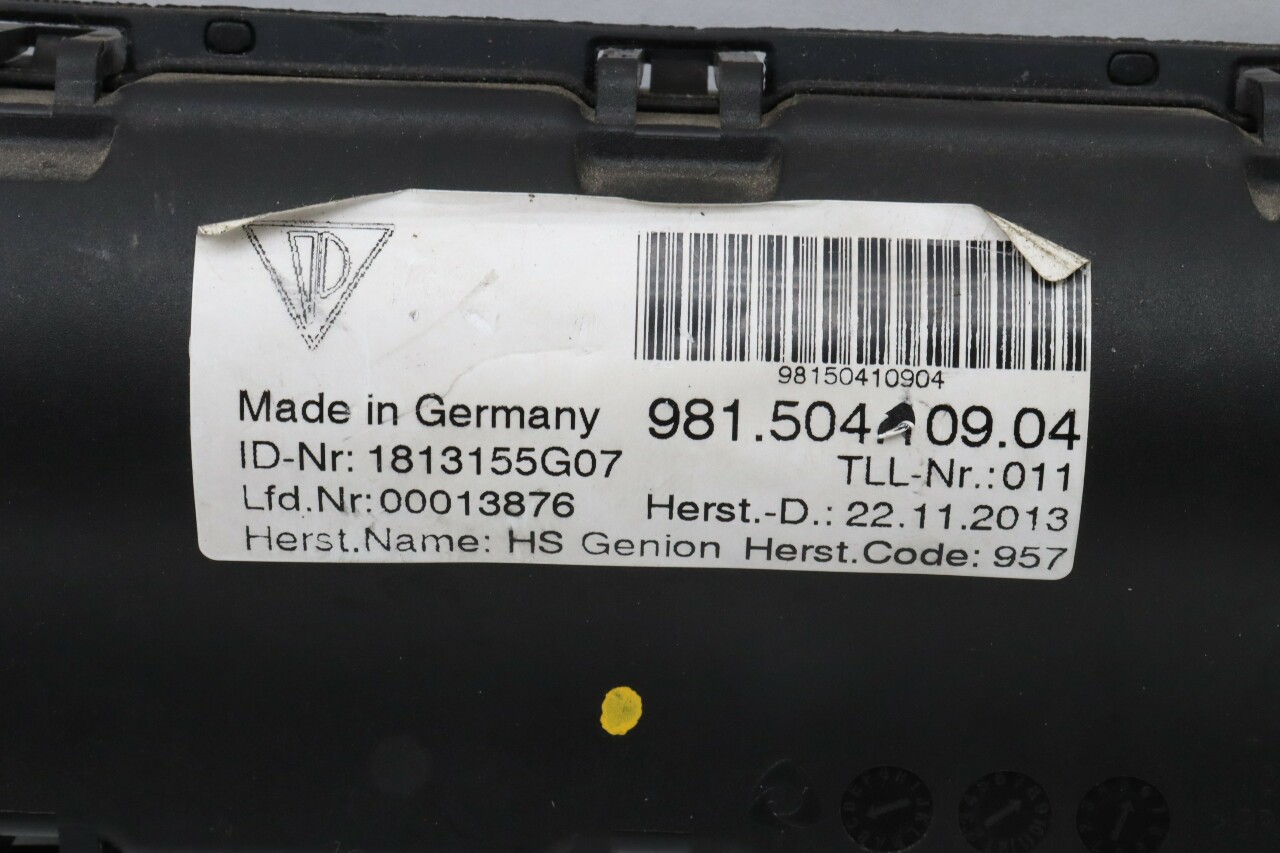 98150410904
Made in Germany
981.504.109.04
ID-Nr: 1813155G07
TLL-Nr.:011
Lfd.Nr:00013876
Herst.-D.: 22.11.2013
Herst.Name: HS Genion
Herst.Code: 957